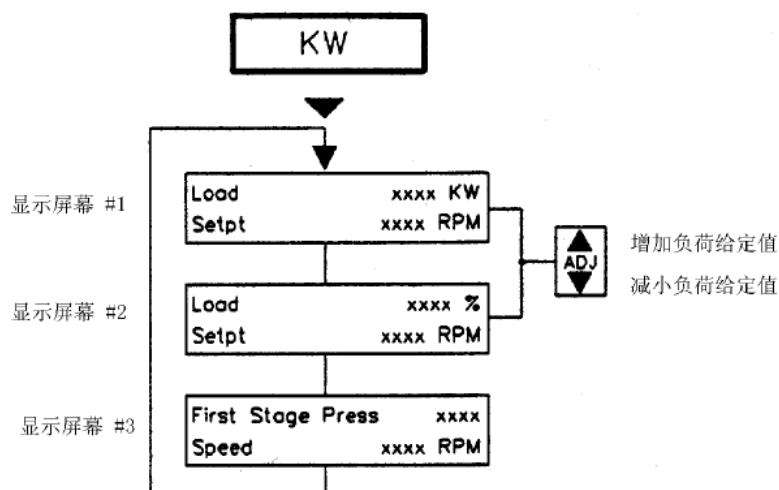 KW
显示屏幕 #1
Load xxxx KW
Setpt xxxx RPM
ADJ
增加负荷给定值
减小负荷给定值
显示屏幕 #2
Load xxxx %
Setpt xxxx RPM
显示屏幕 #3
First Stage Press xxxx
Speed xxxx RPM